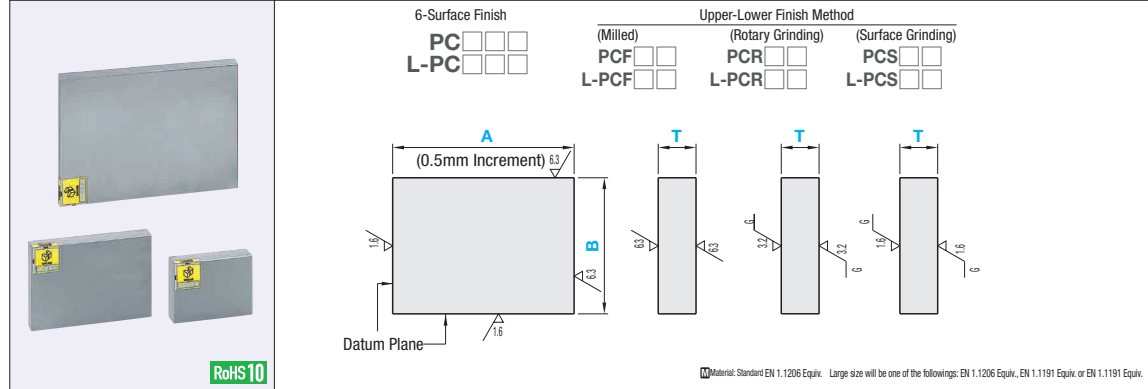 6-Surface Finish
PC□□□
L-PC□□□
Upper-Lower Finish Method
(Milled)
PCF□□
L-PCF□□
(Rotary Grinding)
PCR□□
L-PCR□□
(Surface Grinding)
PCS□□
L-PCS□□
A
(0.5mm Increment)
6.3
1.6
B
6.3
1.6
Datum Plane
T
6.3
6.3
T
G
3.2
3.2
G
T
G
1.6
1.6
G
RoHS10
M Material: Standard EN 1.1206 Equiv. Large size will be one of the followings: EN 1.1206 Equiv., EN 1.1191 Equiv. or EN 1.1191 Equiv.